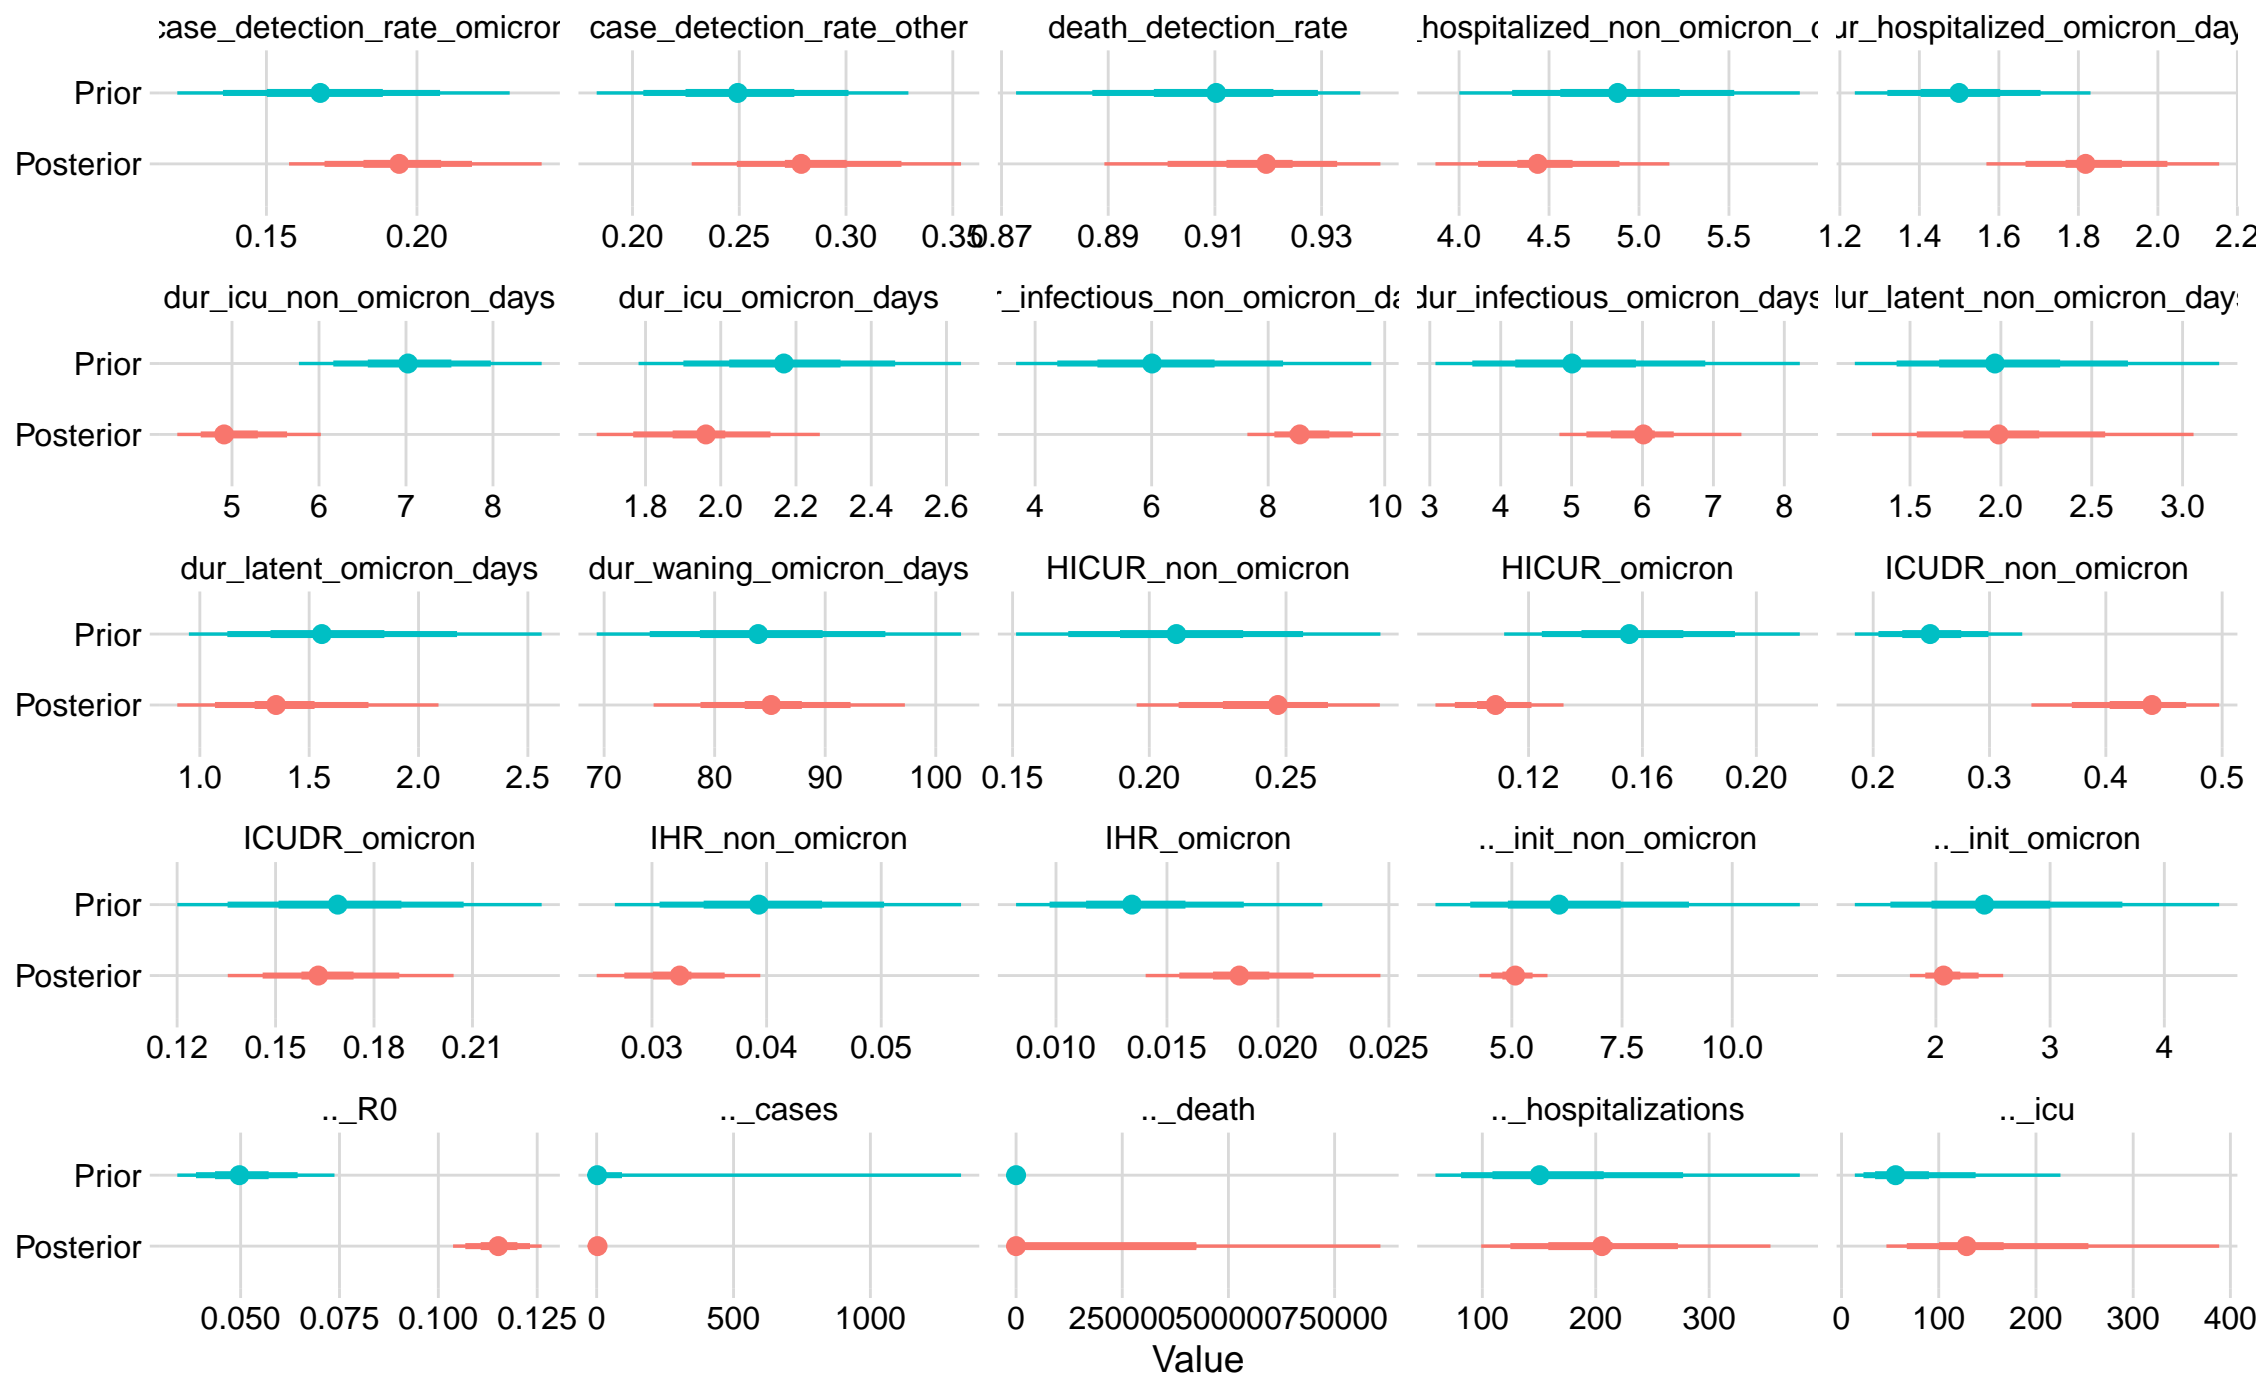 case_detection_rate_omicron case_detection_rate_other death_detection_rate _hospitalized_non_omicron_d ur_hospitalized_omicron_day
Prior
Posterior
0.15 0.20 0.20 0.25 0.30 0.35 0.87 0.89 0.91 0.93 4.0 4.5 5.0 5.5 1.2 1.4 1.6 1.8 2.0 2.2
dur_icu_non_omicron_days dur_icu_omicron_days r_infectious_non_omicron_da dur_infectious_omicron_days dur_latent_non_omicron_days
Prior
Posterior
5 6 7 8 1.8 2.0 2.2 2.4 2.6 4 6 8 10 3 4 5 6 7 8 1.5 2.0 2.5 3.0
dur_latent_omicron_days dur_waning_omicron_days HICUR_non_omicron HICUR_omicron ICUDR_non_omicron
Prior
Posterior
1.0 1.5 2.0 2.5 70 80 90 100 0.15 0.20 0.25 0.12 0.16 0.20 0.2 0.3 0.4 0.5
ICUDR_omicron IHR_non_omicron IHR_omicron .._init_non_omicron .._init_omicron
Prior
Posterior
0.12 0.15 0.18 0.21 0.03 0.04 0.05 0.010 0.015 0.020 0.025 5.0 7.5 10.0 2 3 4
.._R0 .._cases .._death .._hospitalizations .._icu
Prior
Posterior
0.050 0.075 0.100 0.125 0 500 1000 0 250000 500000 750000 100 200 300 0 100 200 300 400
Value